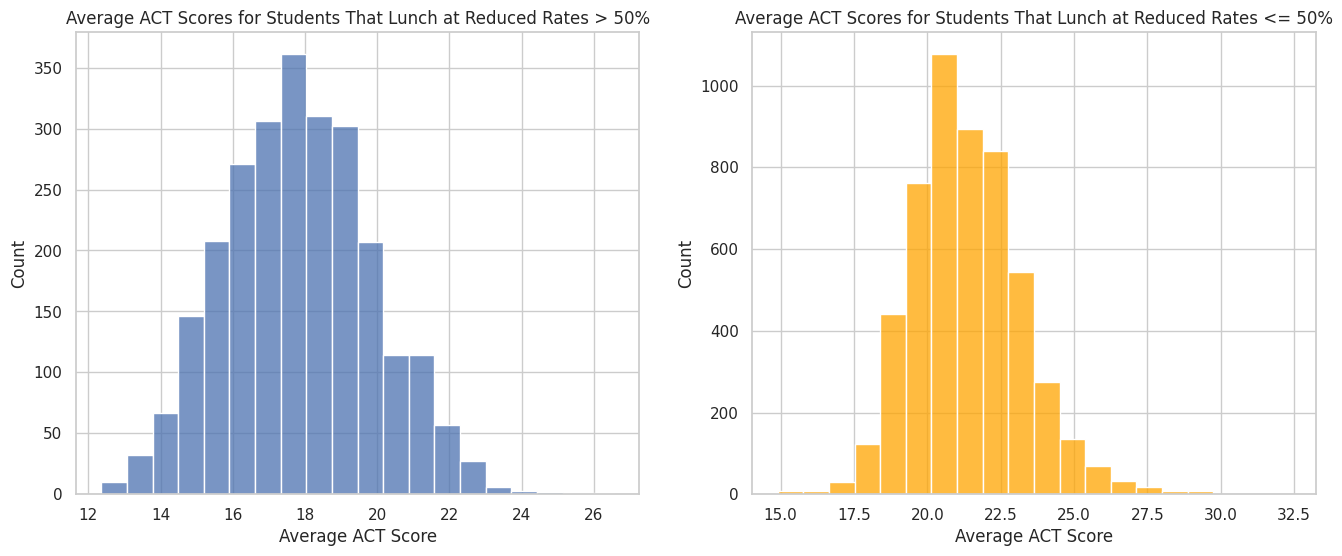 Average ACT Scores for Students That Lunch at Reduced Rates > 50%
350
300
250
200
150
100
50
0
Count
12 14 16 18 20 22 24 26
Average ACT Score
Average ACT Scores for Students That Lunch at Reduced Rates <= 50%
1000
800
600
400
200
0
Count
15.0 17.5 20.0 22.5 25.0 27.5 30.0 32.5
Average ACT Score